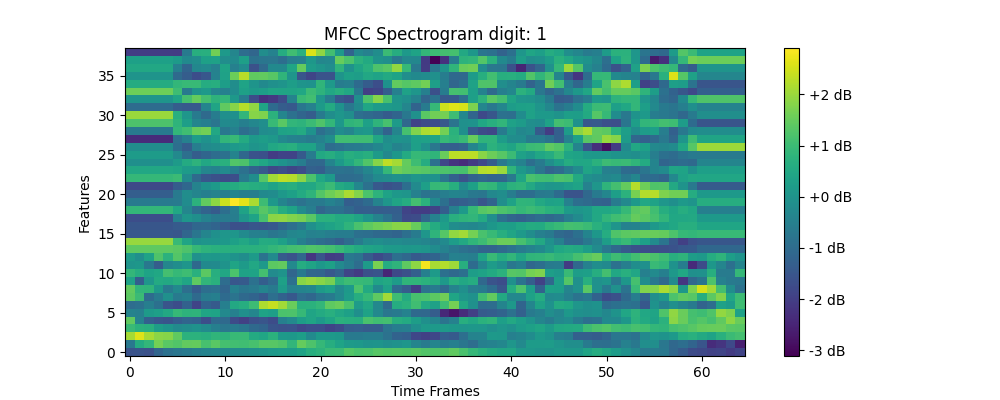 MFCC Spectrogram digit: 1
35
30
25
20
15
10
5
0
Features
0 10 20 30 40 50 60
Time Frames
+2 dB
+1 dB
+0 dB
-1 dB
-2 dB
-3 dB